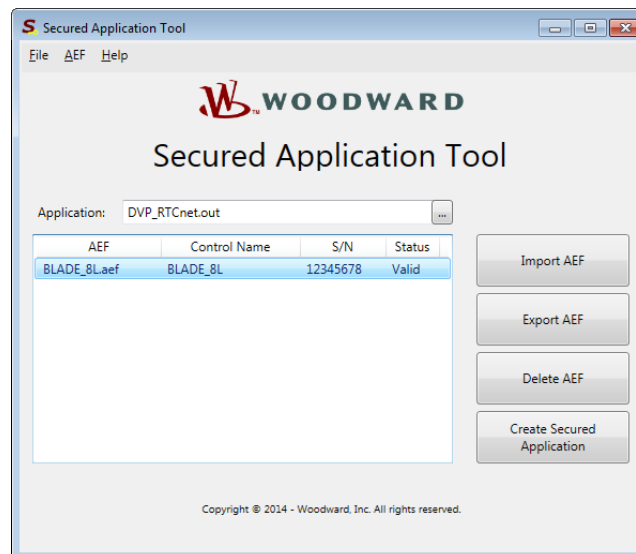 S Secured Application Tool
File AEF Help
WOODWARD
TM
Secured Application Tool
Application: DVP_RTCnet.out ...
AEF Control Name S/N Status
BLADE_8L.aef BLADE_8L 12345678 Valid
Import AEF
Export AEF
Delete AEF
Create Secured
Application
Copyright © 2014 - Woodward, Inc. All rights reserved.